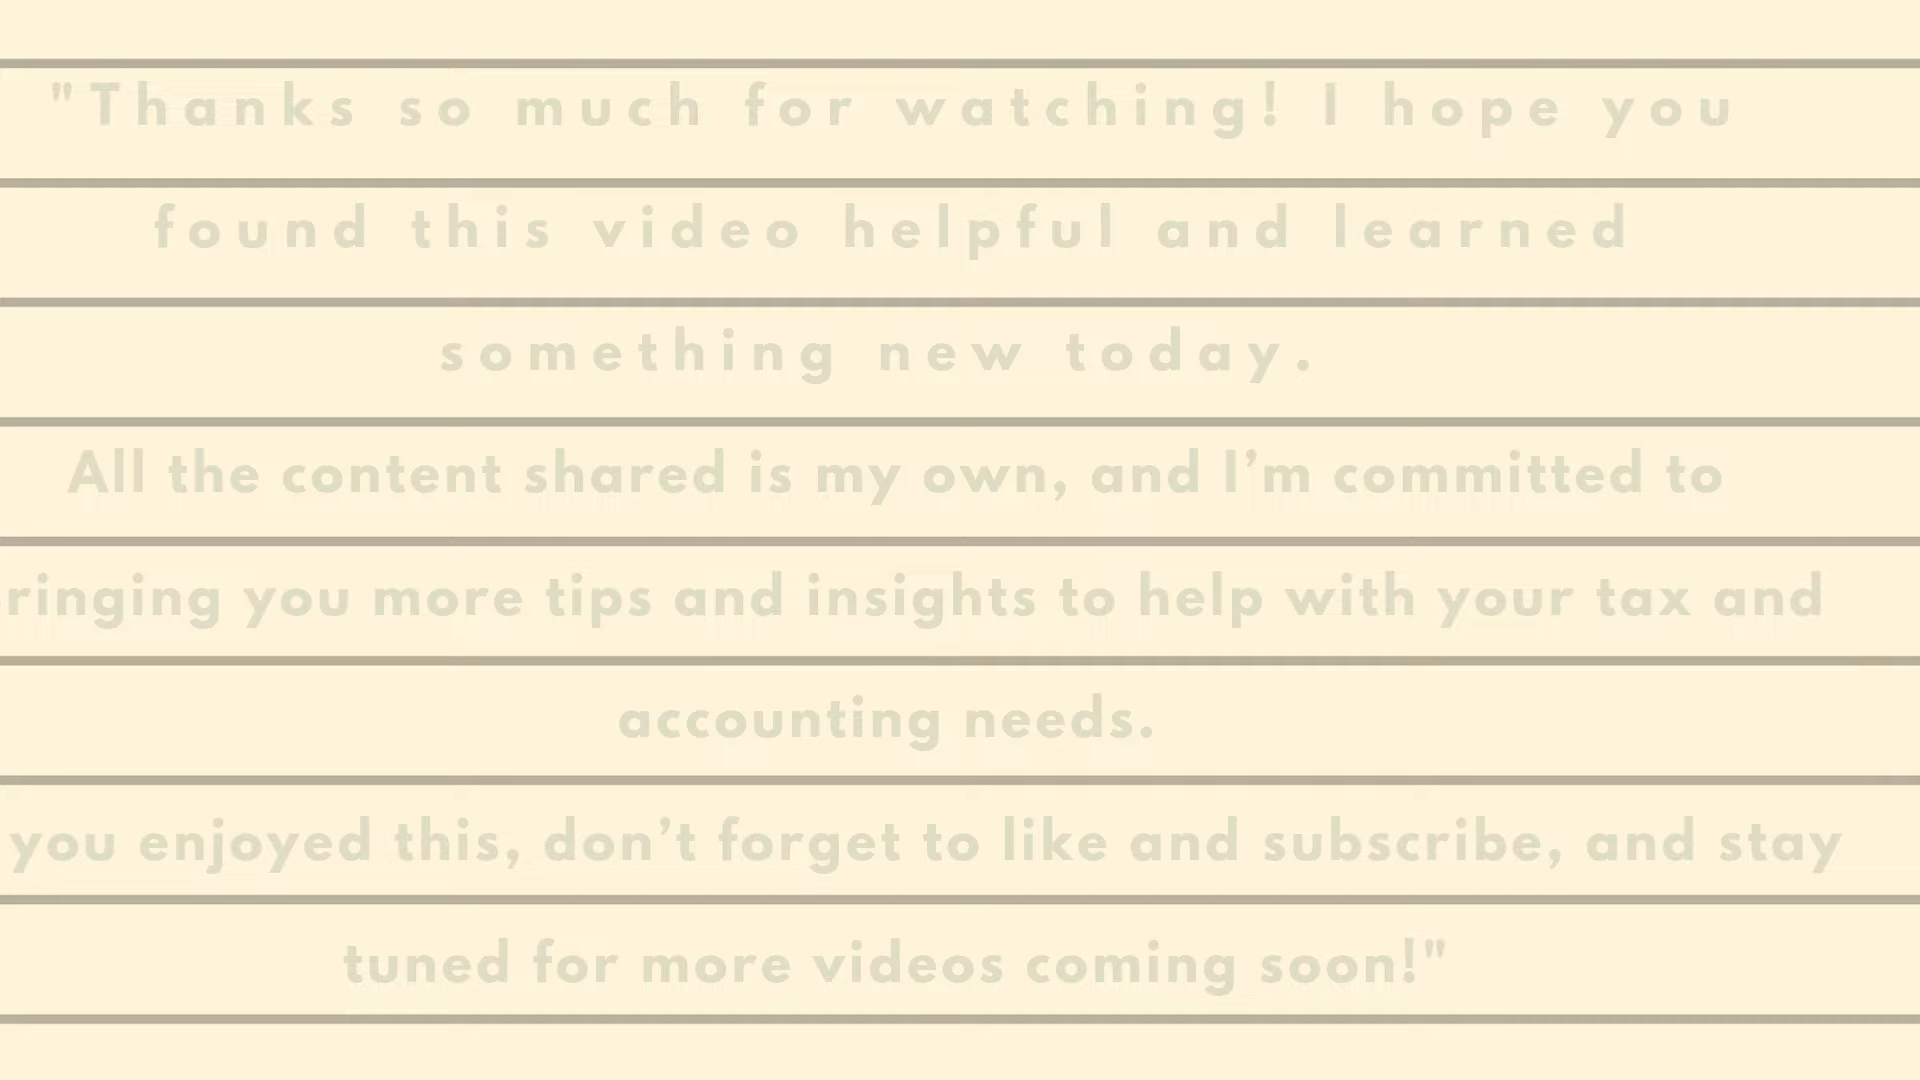 "Thanks so much for watching! I hope you
found this video helpful and learned
something new today.
All the content shared is my own, and I’m committed to
ringing you more tips and insights to help with your tax and
accounting needs.
you enjoyed this, don’t forget to like and subscribe, and stay
tuned for more videos coming soon!"